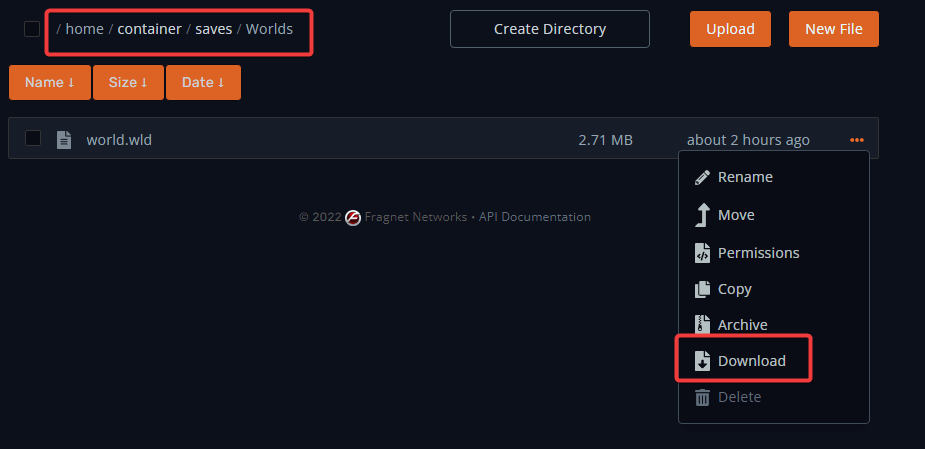 / home / container / saves / Worlds
Create Directory
Upload
New File
Name ↓
Size ↓
Date ↓
world.wld 2.71 MB about 2 hours ago
Rename
Move
Permissions
Copy
Archive
Download
Delete
© 2022 Fragnet Networks • API Documentation